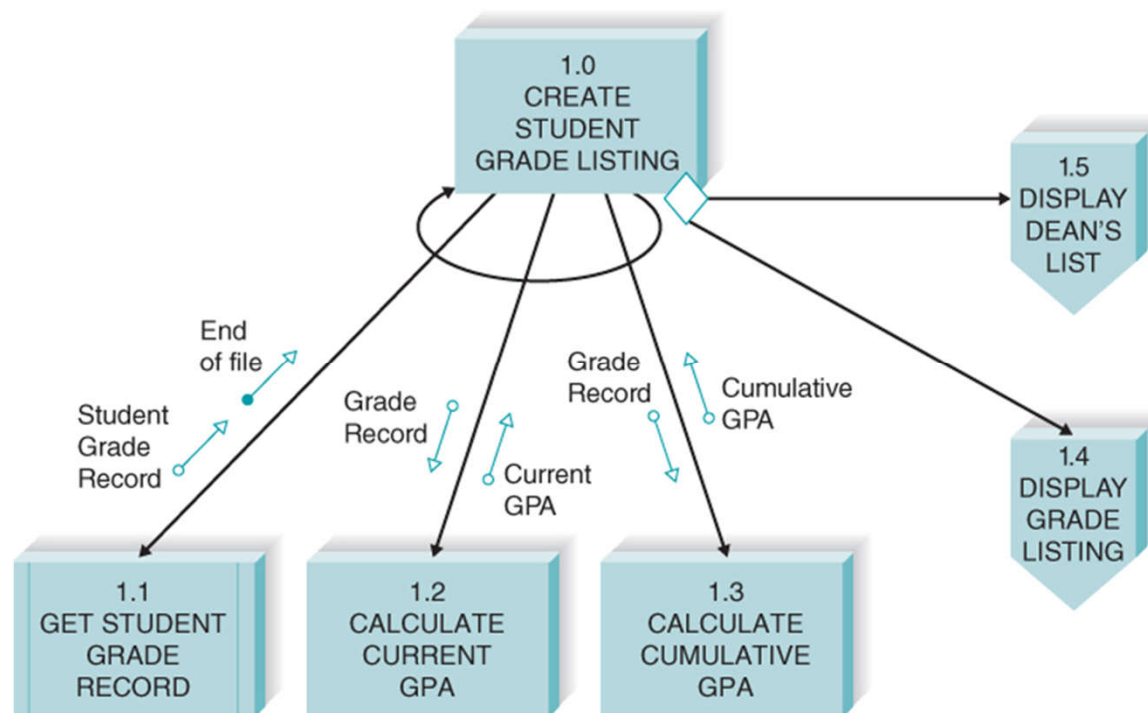 1.0
CREATE
STUDENT
GRADE LISTING
1.5
DISPLAY
DEAN'S
LIST
End
of file
Student
Grade
Record
Grade
Record
Current
GPA
Grade
Record
Cumulative
GPA
1.4
DISPLAY
GRADE
LISTING
1.1
GET STUDENT
GRADE
RECORD
1.2
CALCULATE
CURRENT
GPA
1.3
CALCULATE
CUMULATIVE
GPA